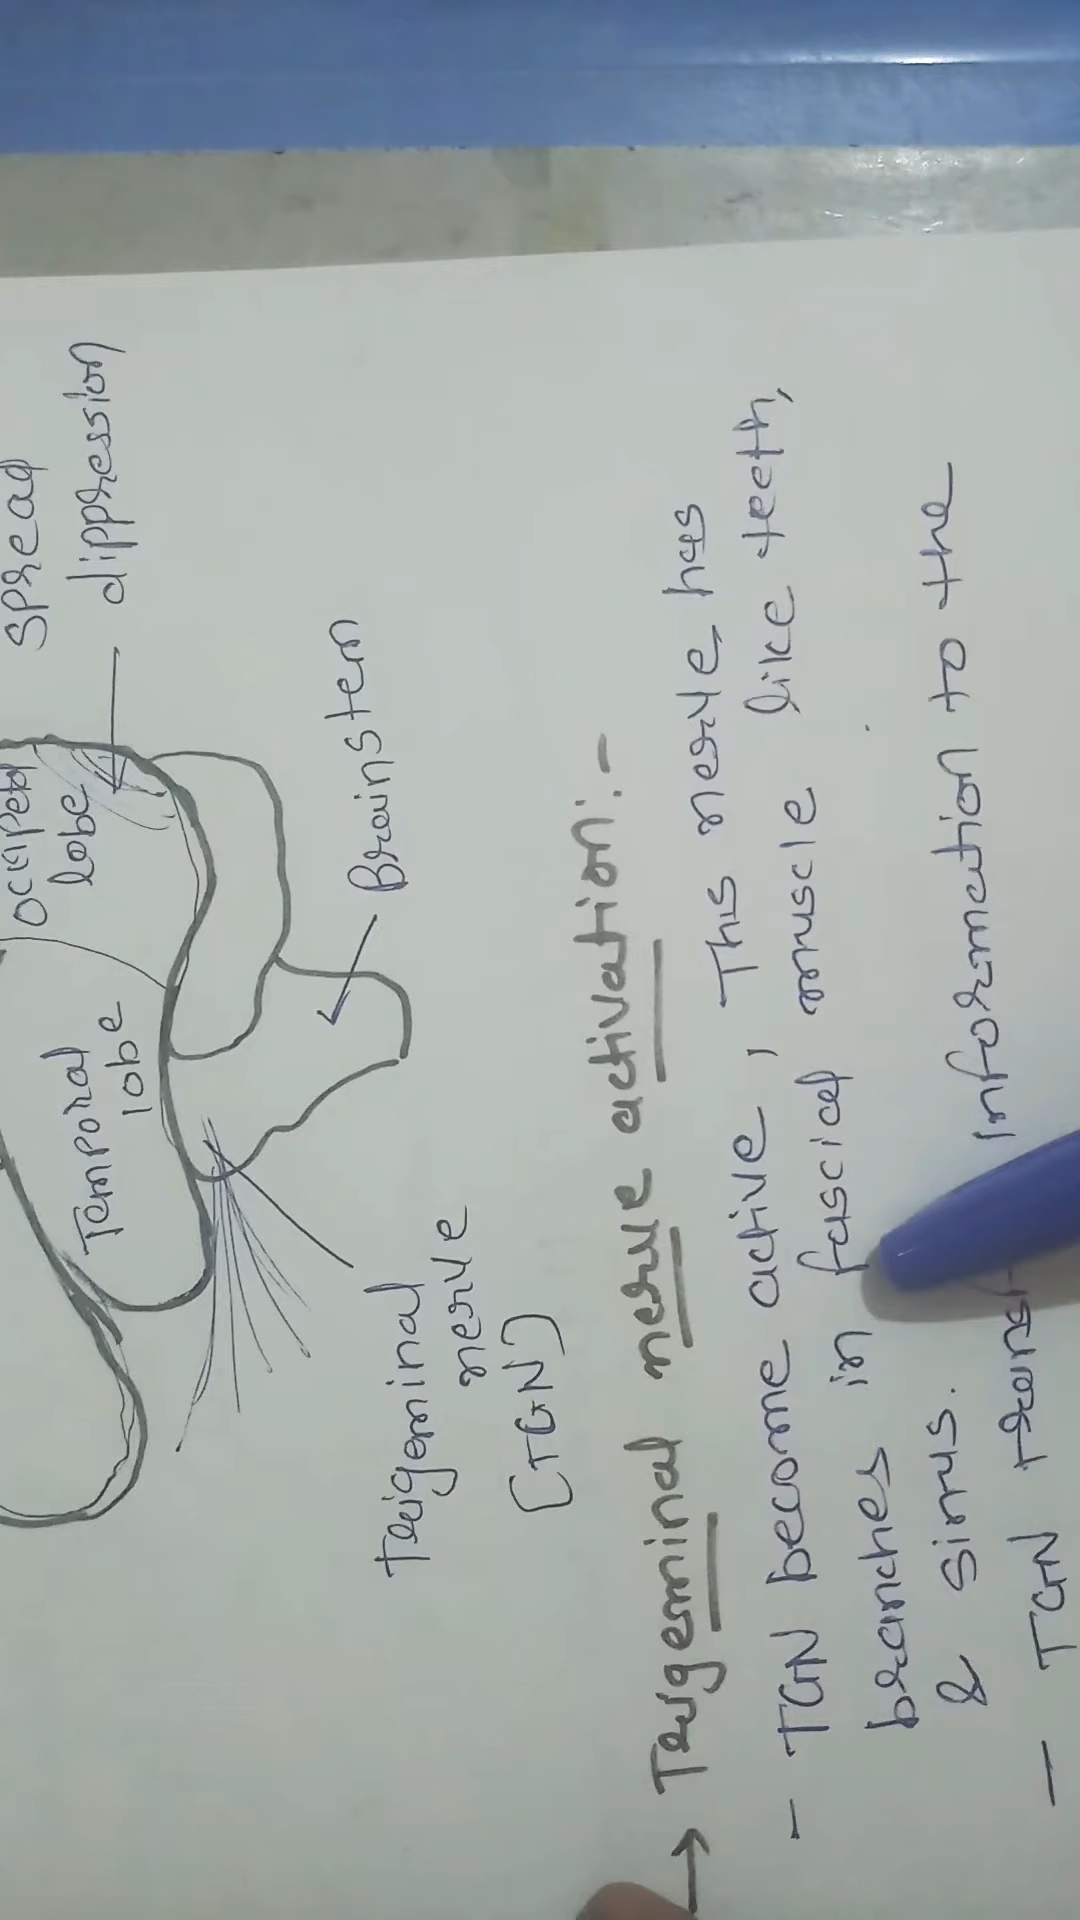 spread
dippression
occipetal
lobe
Temporal
lobe
Brainstem
Trigeminal
nerve
[TGN]
→ Trigeminal nerve activation:-
- TGN become active, This nerve has
branches in fascical muscle like teeth,
& sinus.
- TGN information to the